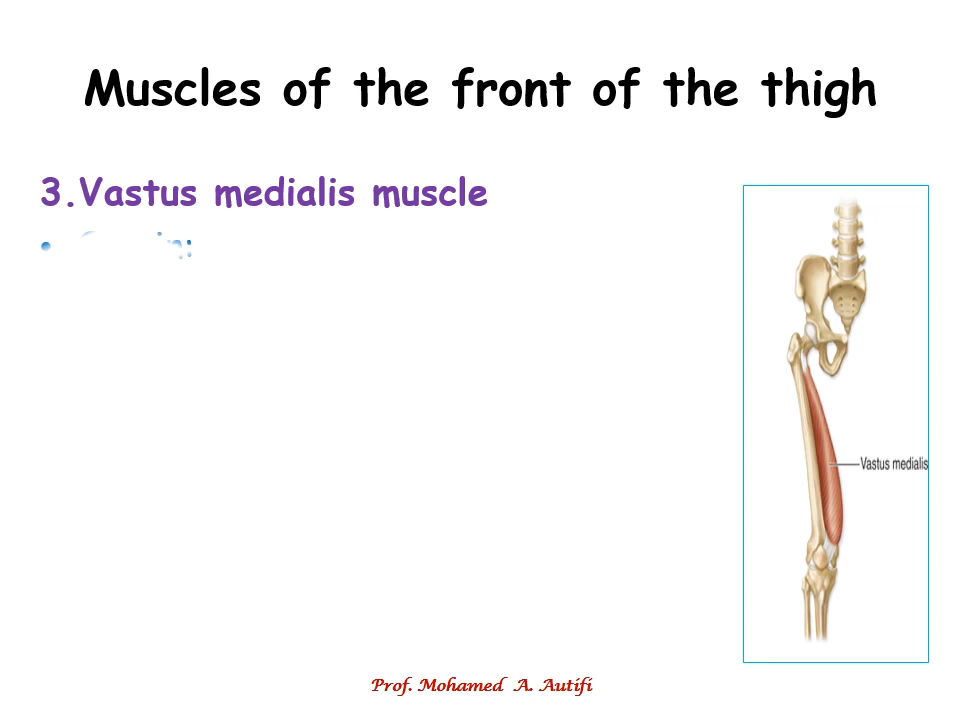 Muscles of the front of the thigh
3.Vastus medialis muscle
Vastus medialis
Prof. Mohamed A. Autifi